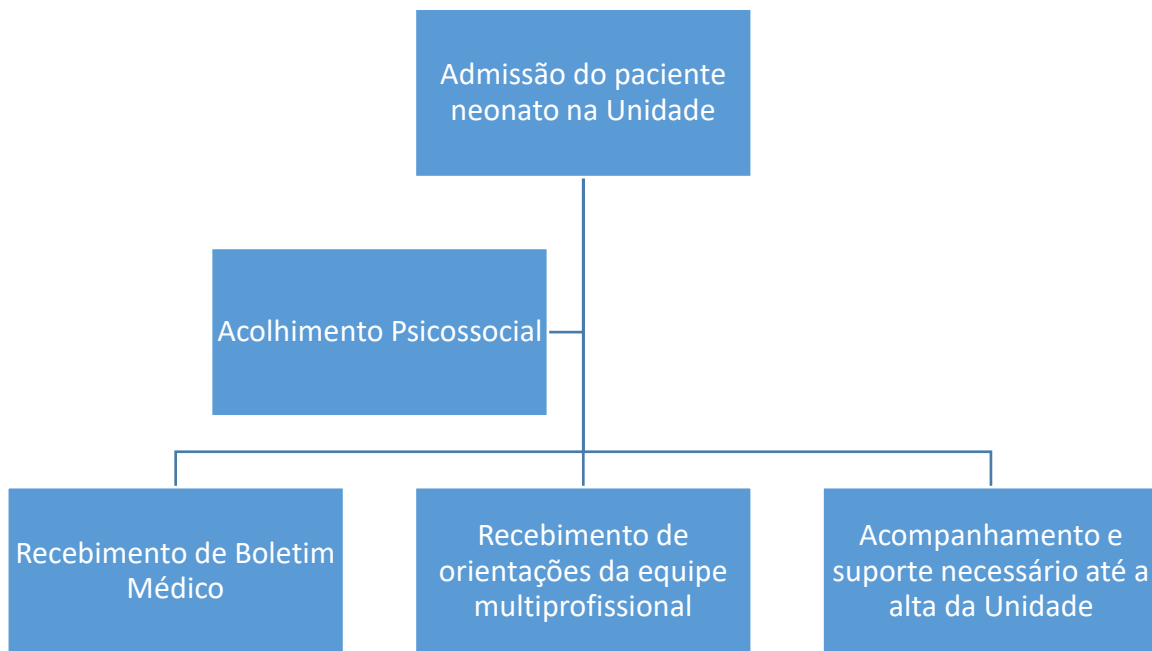 Admissão do paciente
neonato na Unidade
Acolhimento Psicossocial
Recebimento de Boletim
Médico
Recebimento de
orientações da equipe
multiprofissional
Acompanhamento e
suporte necessário até a
alta da Unidade